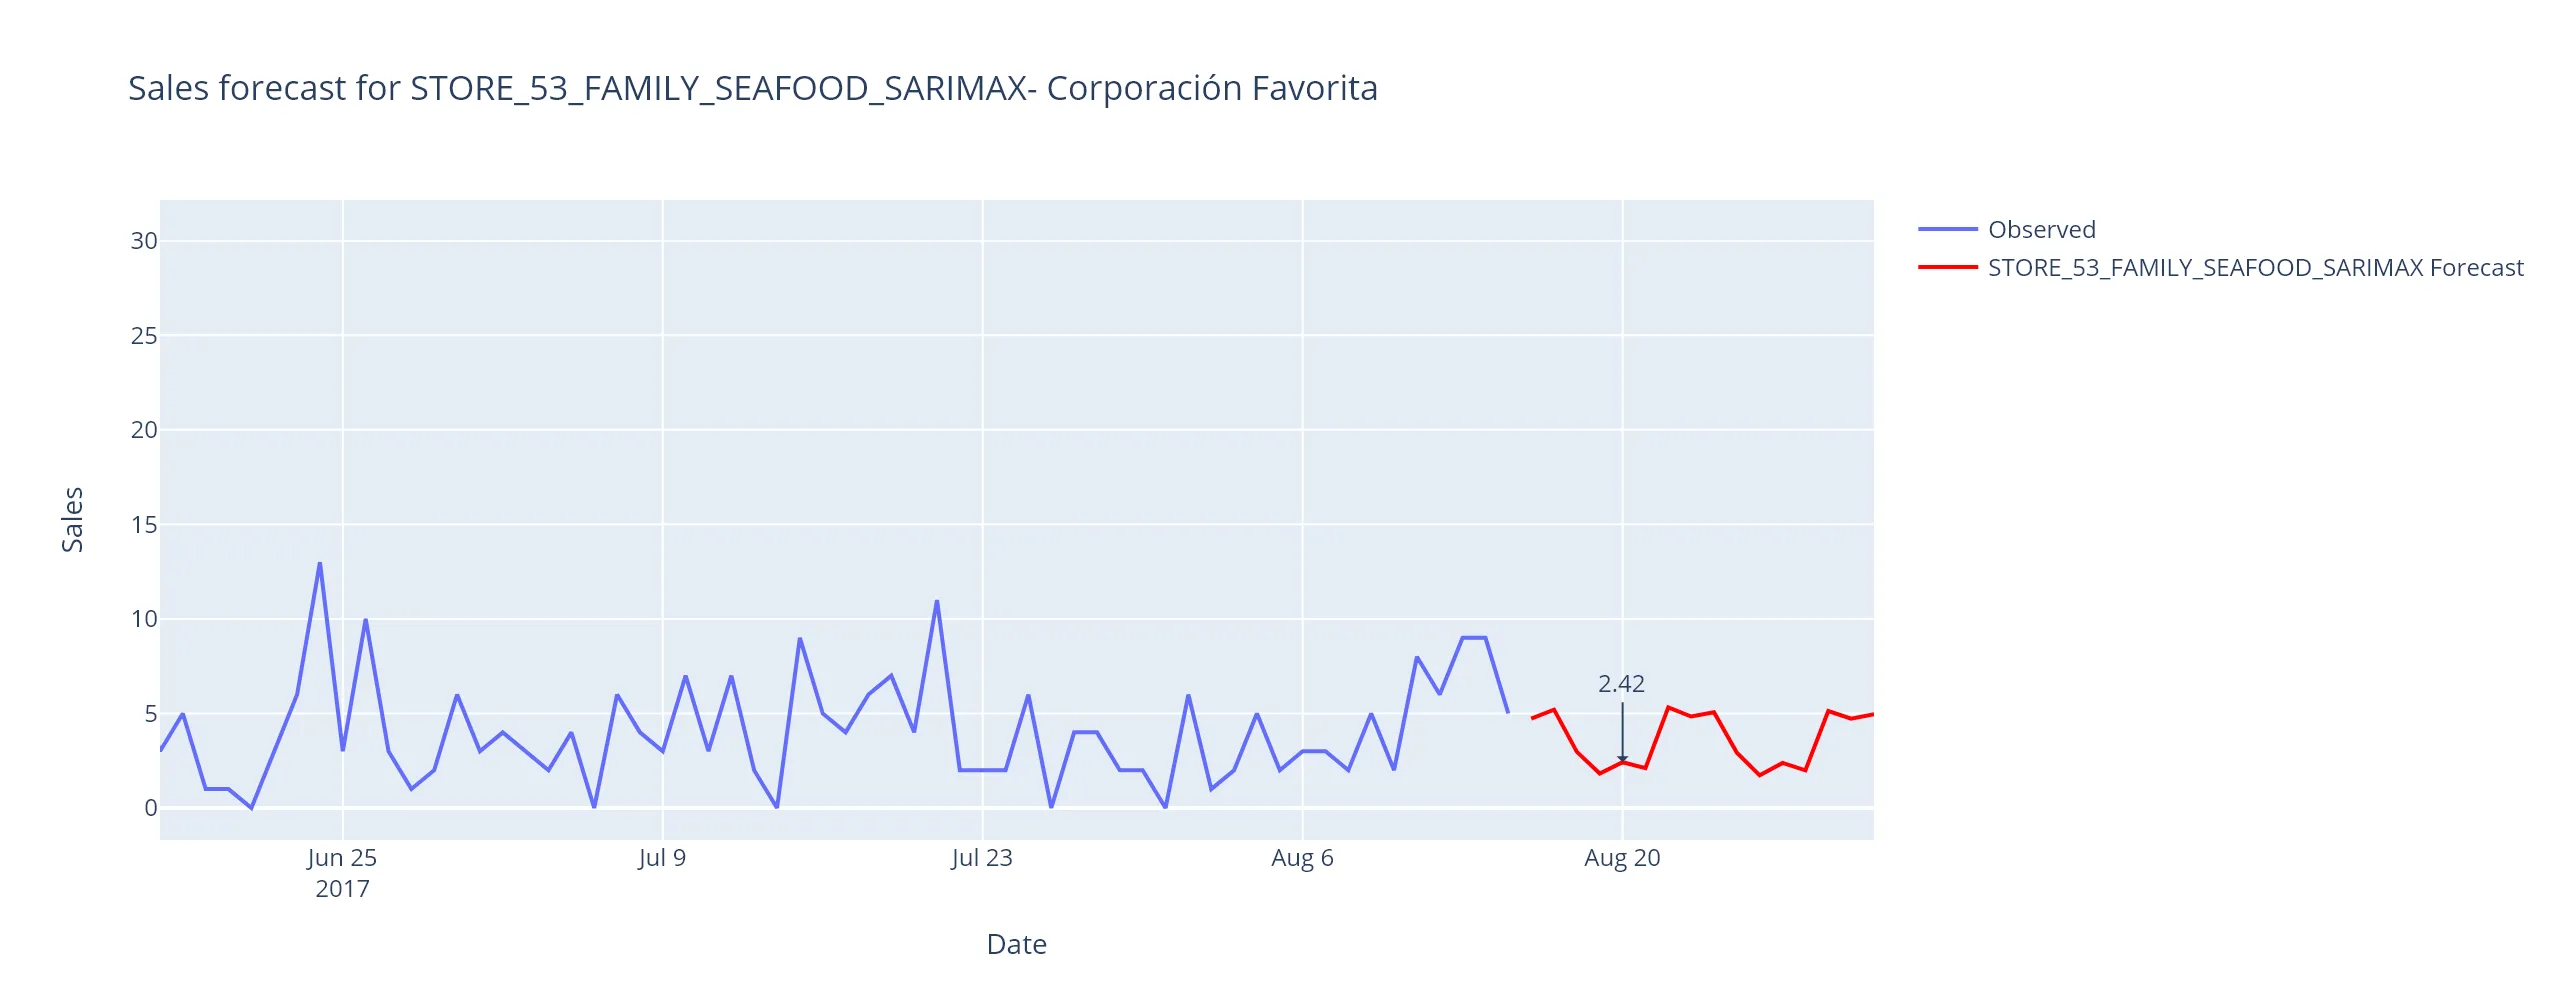 Sales forecast for STORE_53_FAMILY_SEAFOOD_SARIMAX- Corporación Favorita
Observed
STORE_53_FAMILY_SEAFOOD_SARIMAX Forecast
Sales
30
25
20
15
10
5
0
2.42
Jun 25
2017
Jul 9
Jul 23
Aug 6
Aug 20
Date